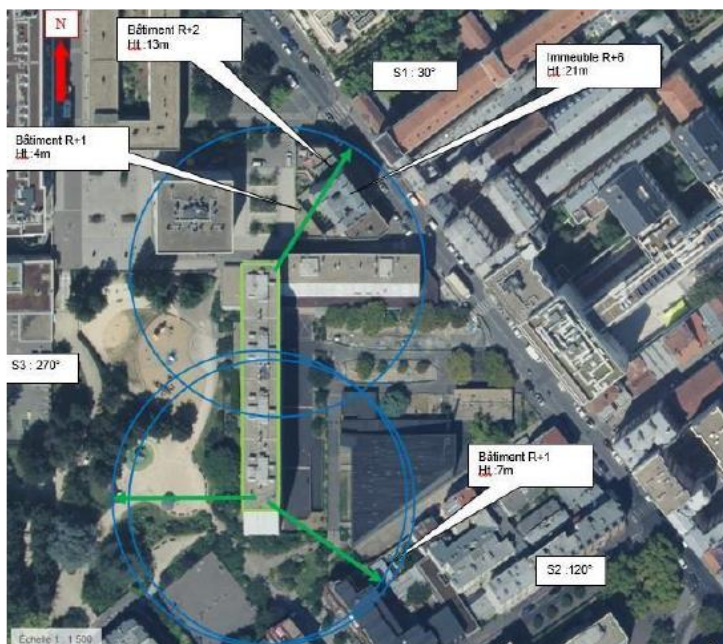 N
Bâtiment R+2
Ht :13m
S1 : 30°
Immeuble R+6
Ht :21m
Bâtiment R+1
Ht :4m
S3 : 270°
Bâtiment R+1
Ht :7m
S2 :120°
Échelle 1 : 1 500